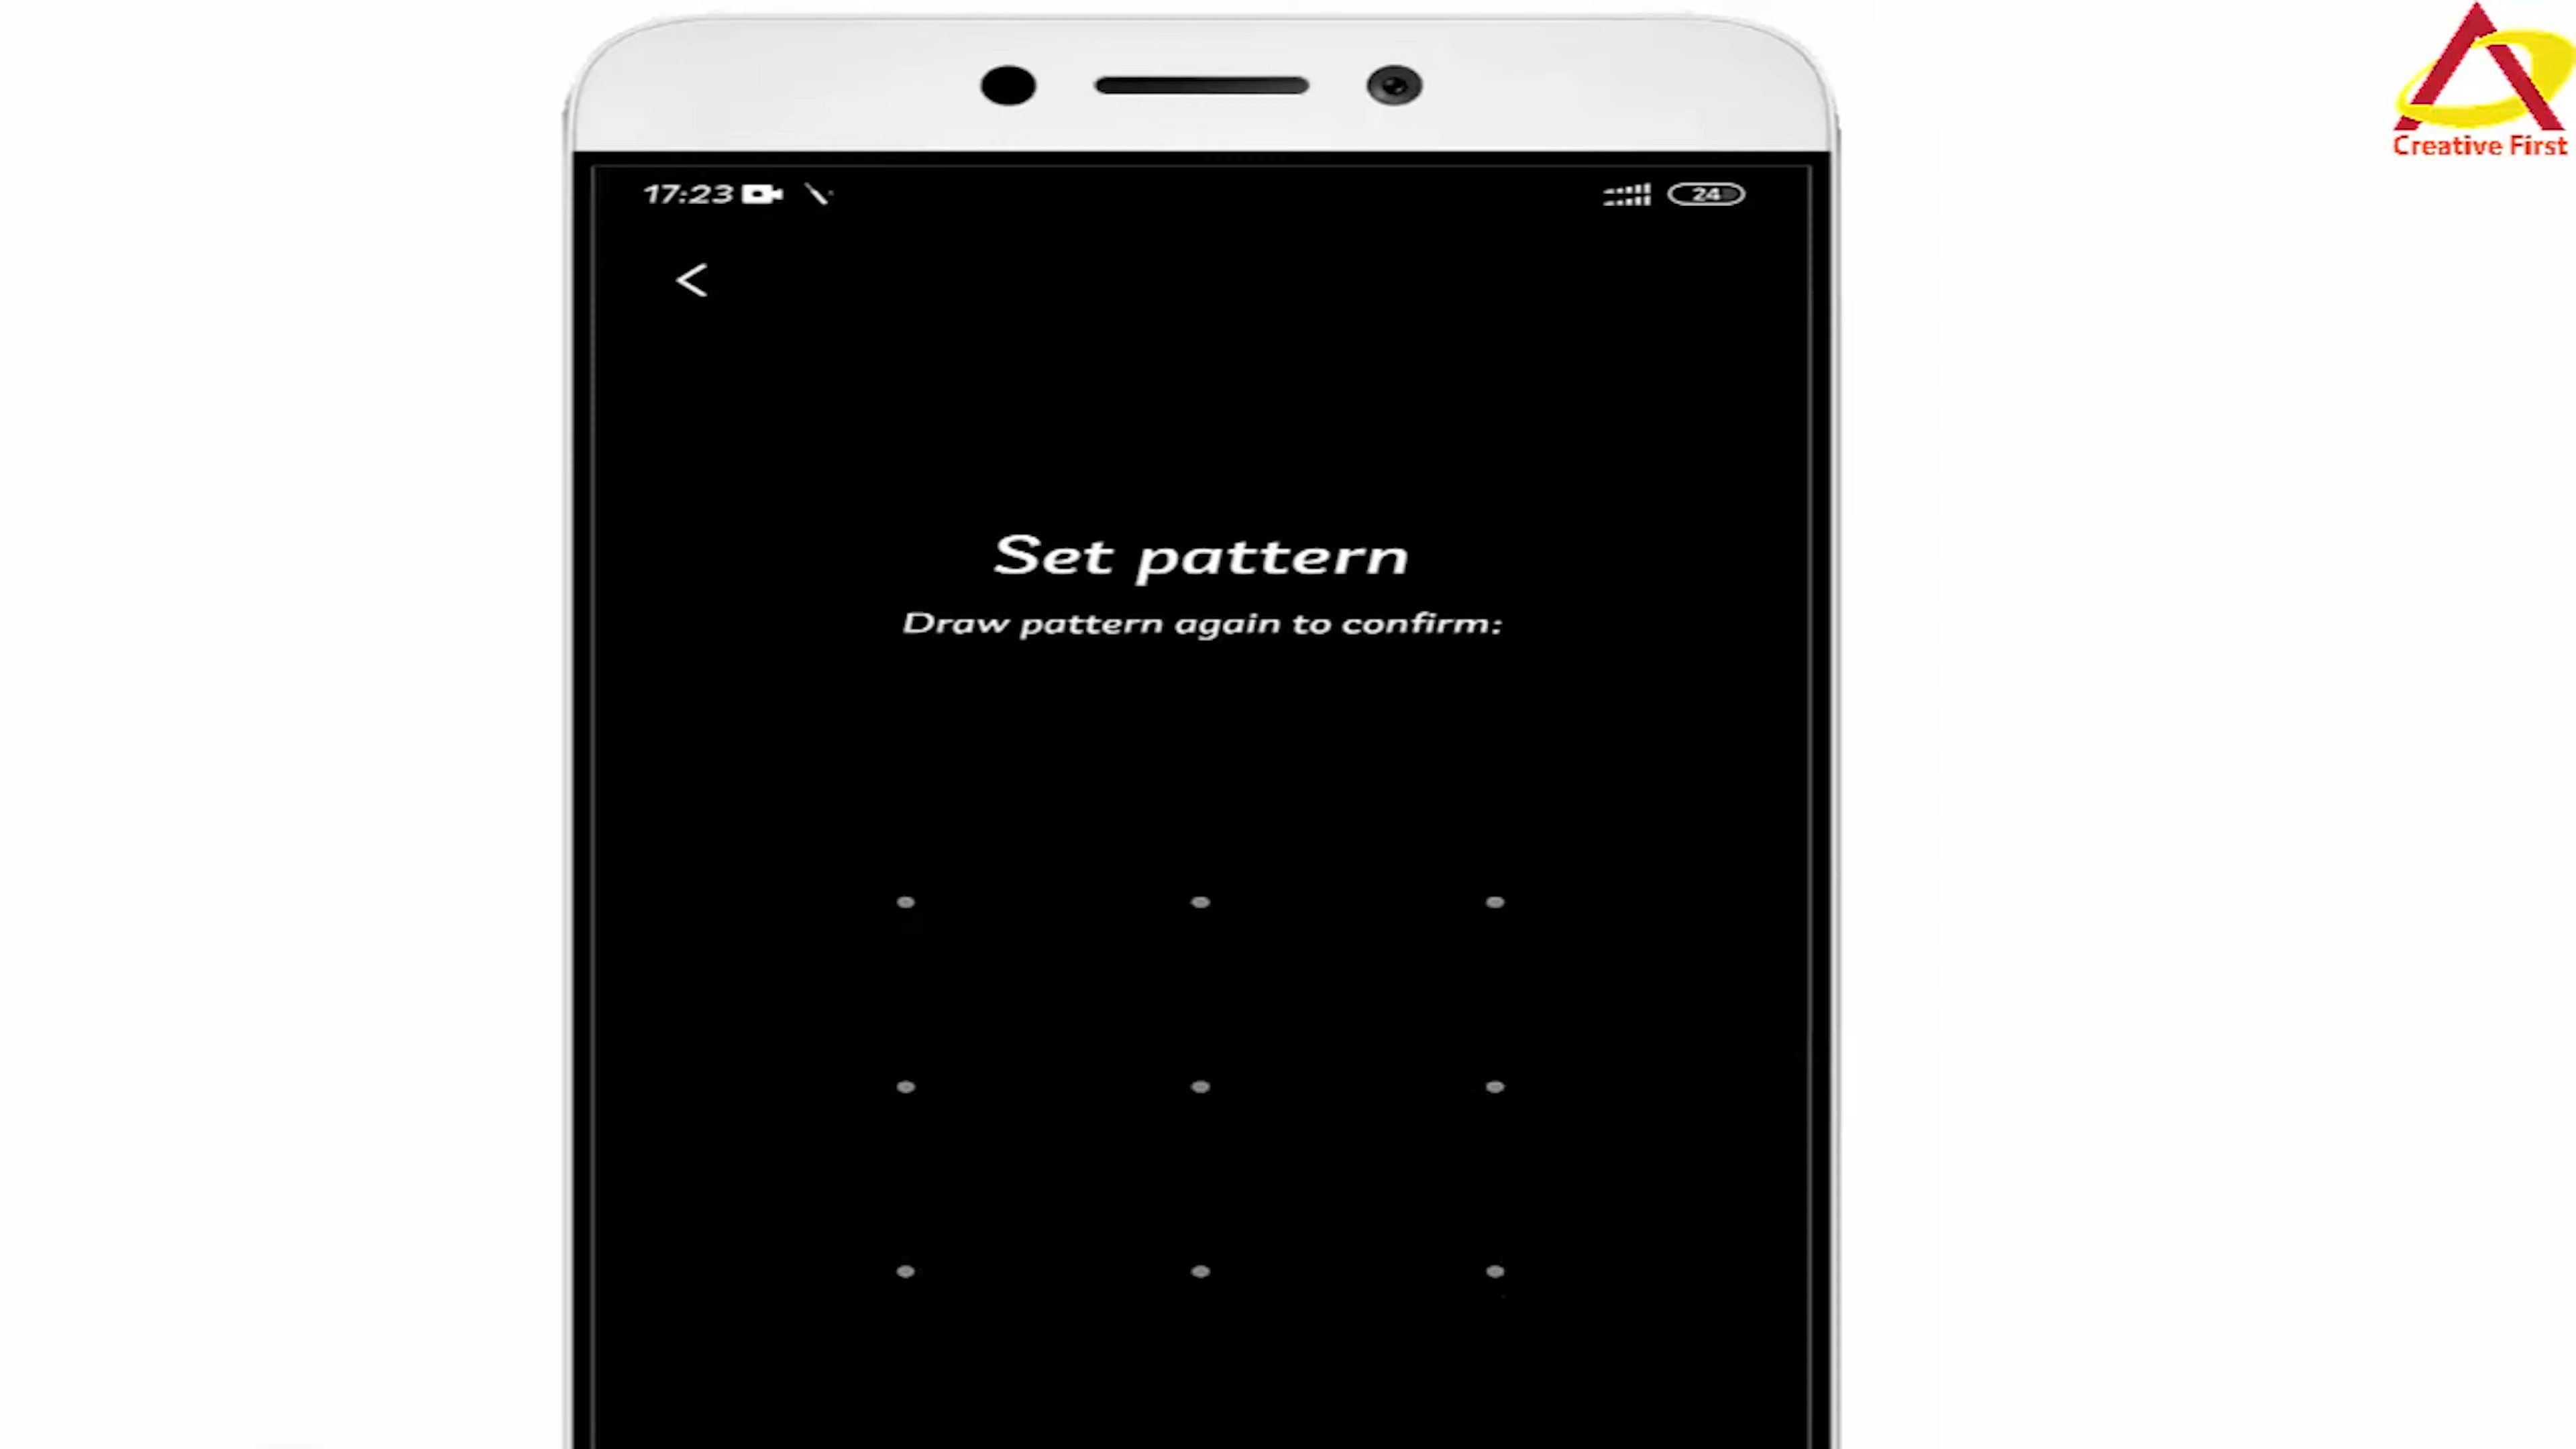 Creative First
17:23
24
Set pattern
Draw pattern again to confirm: